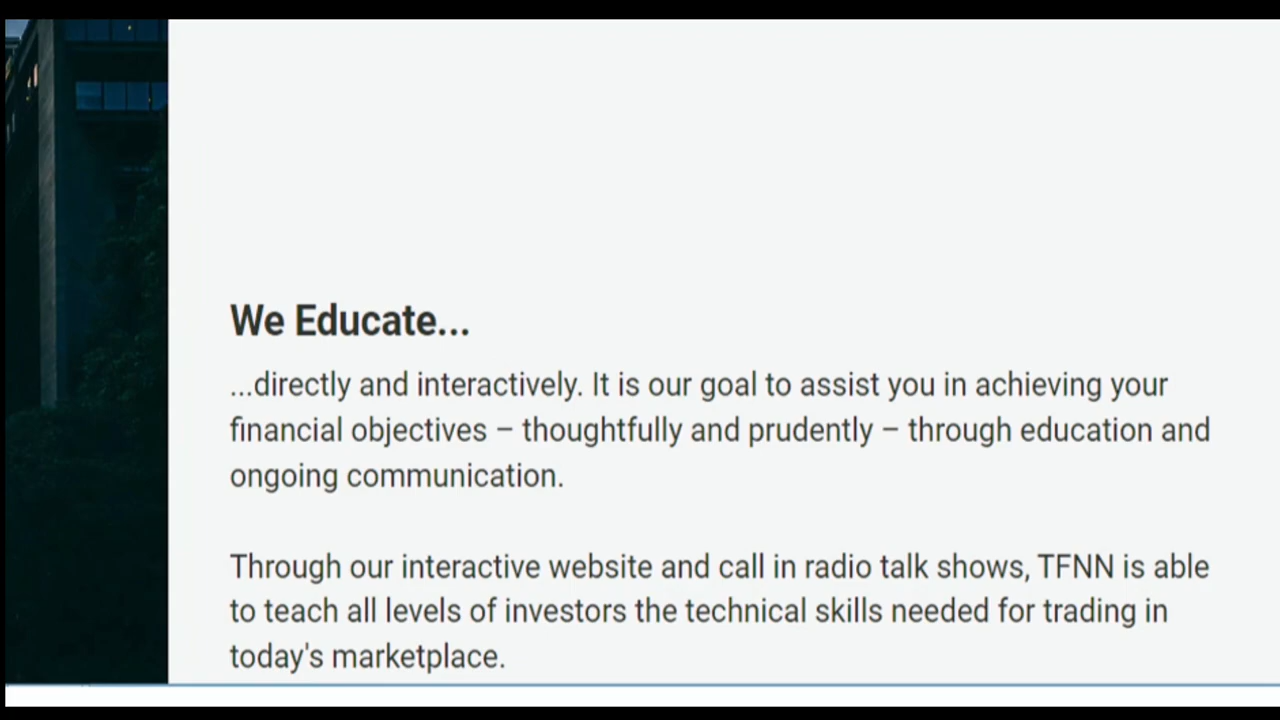 We Educate...
...directly and interactively. It is our goal to assist you in achieving your
financial objectives – thoughtfully and prudently – through education and
ongoing communication.
Through our interactive website and call in radio talk shows, TFNN is able
to teach all levels of investors the technical skills needed for trading in
today's marketplace.